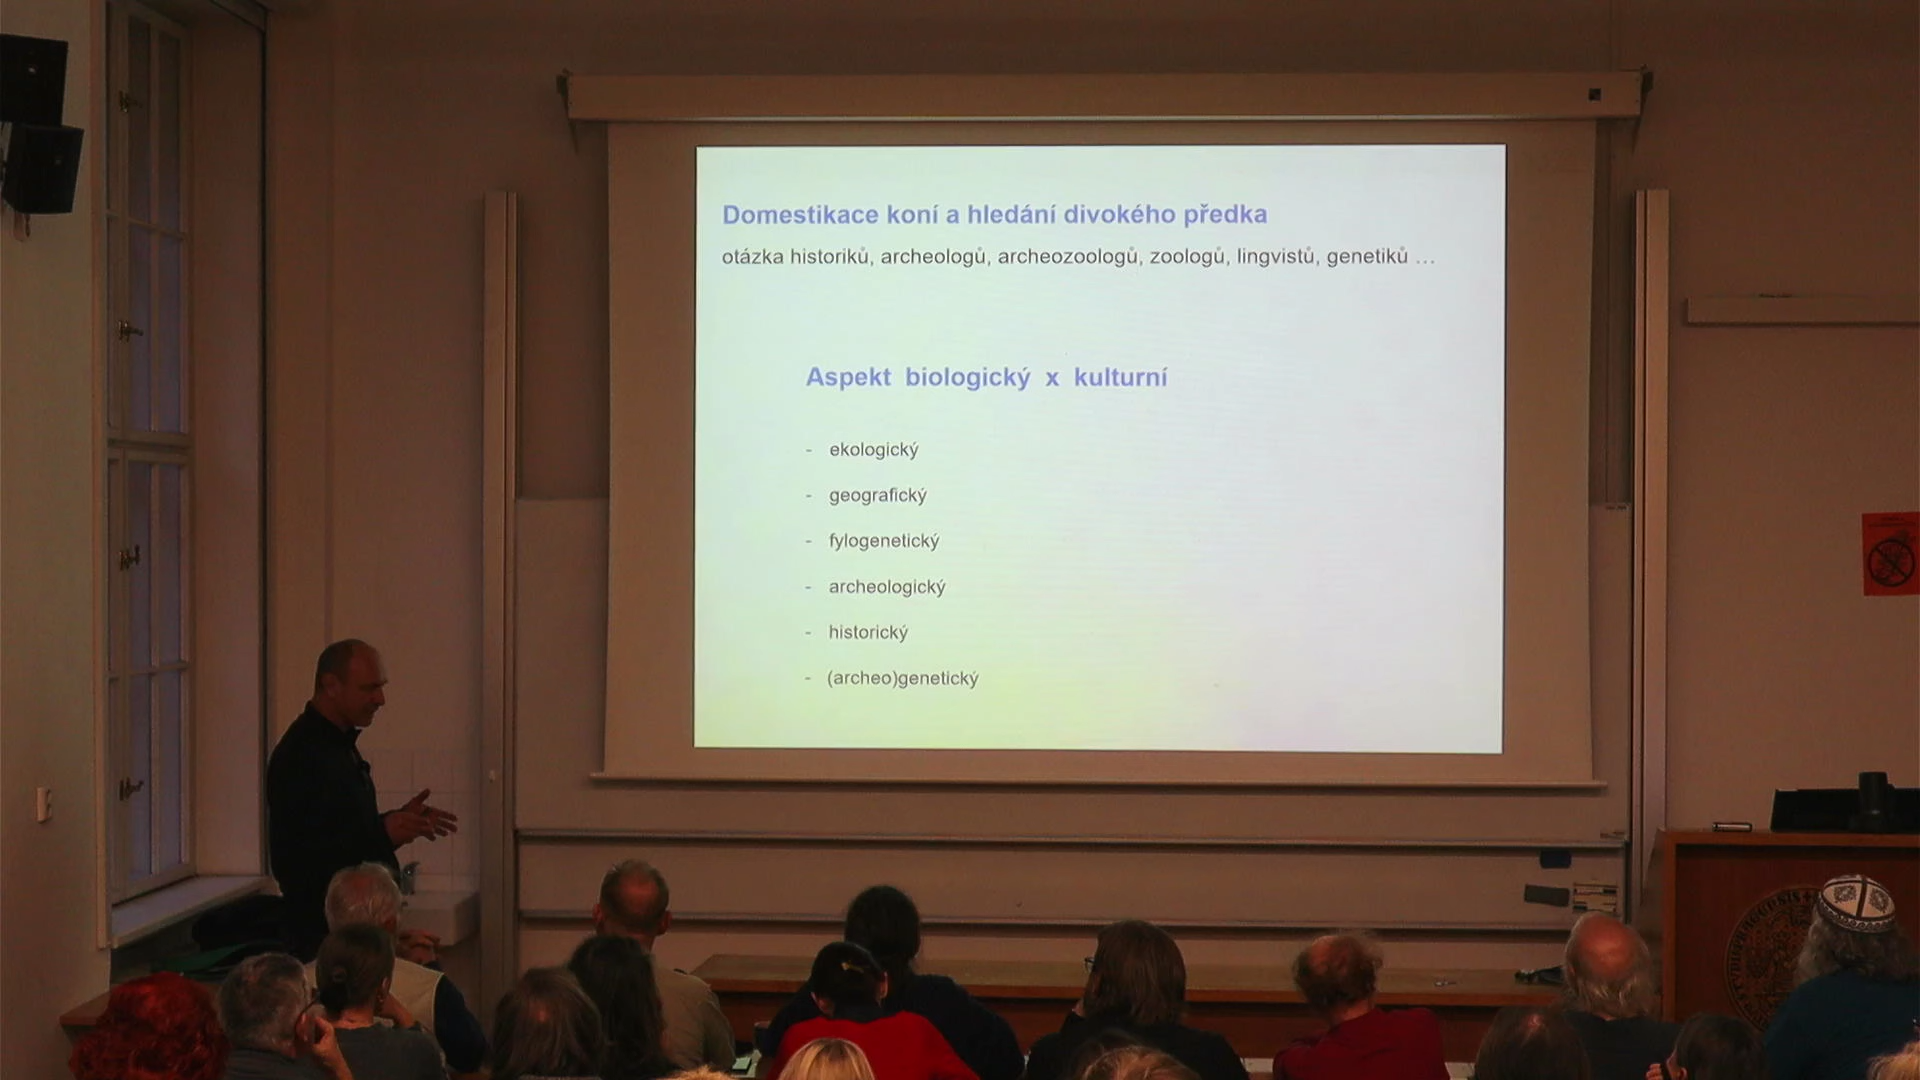 Domestikace koní a hledání divokého předka
otázka historiků, archeologů, archeozoologů, zoologů, lingvistů, genetiků …
Aspekt biologický x kulturní
- ekologický
- geografický
- fylogenetický
- archeologický
- historický
- (archeo)genetický